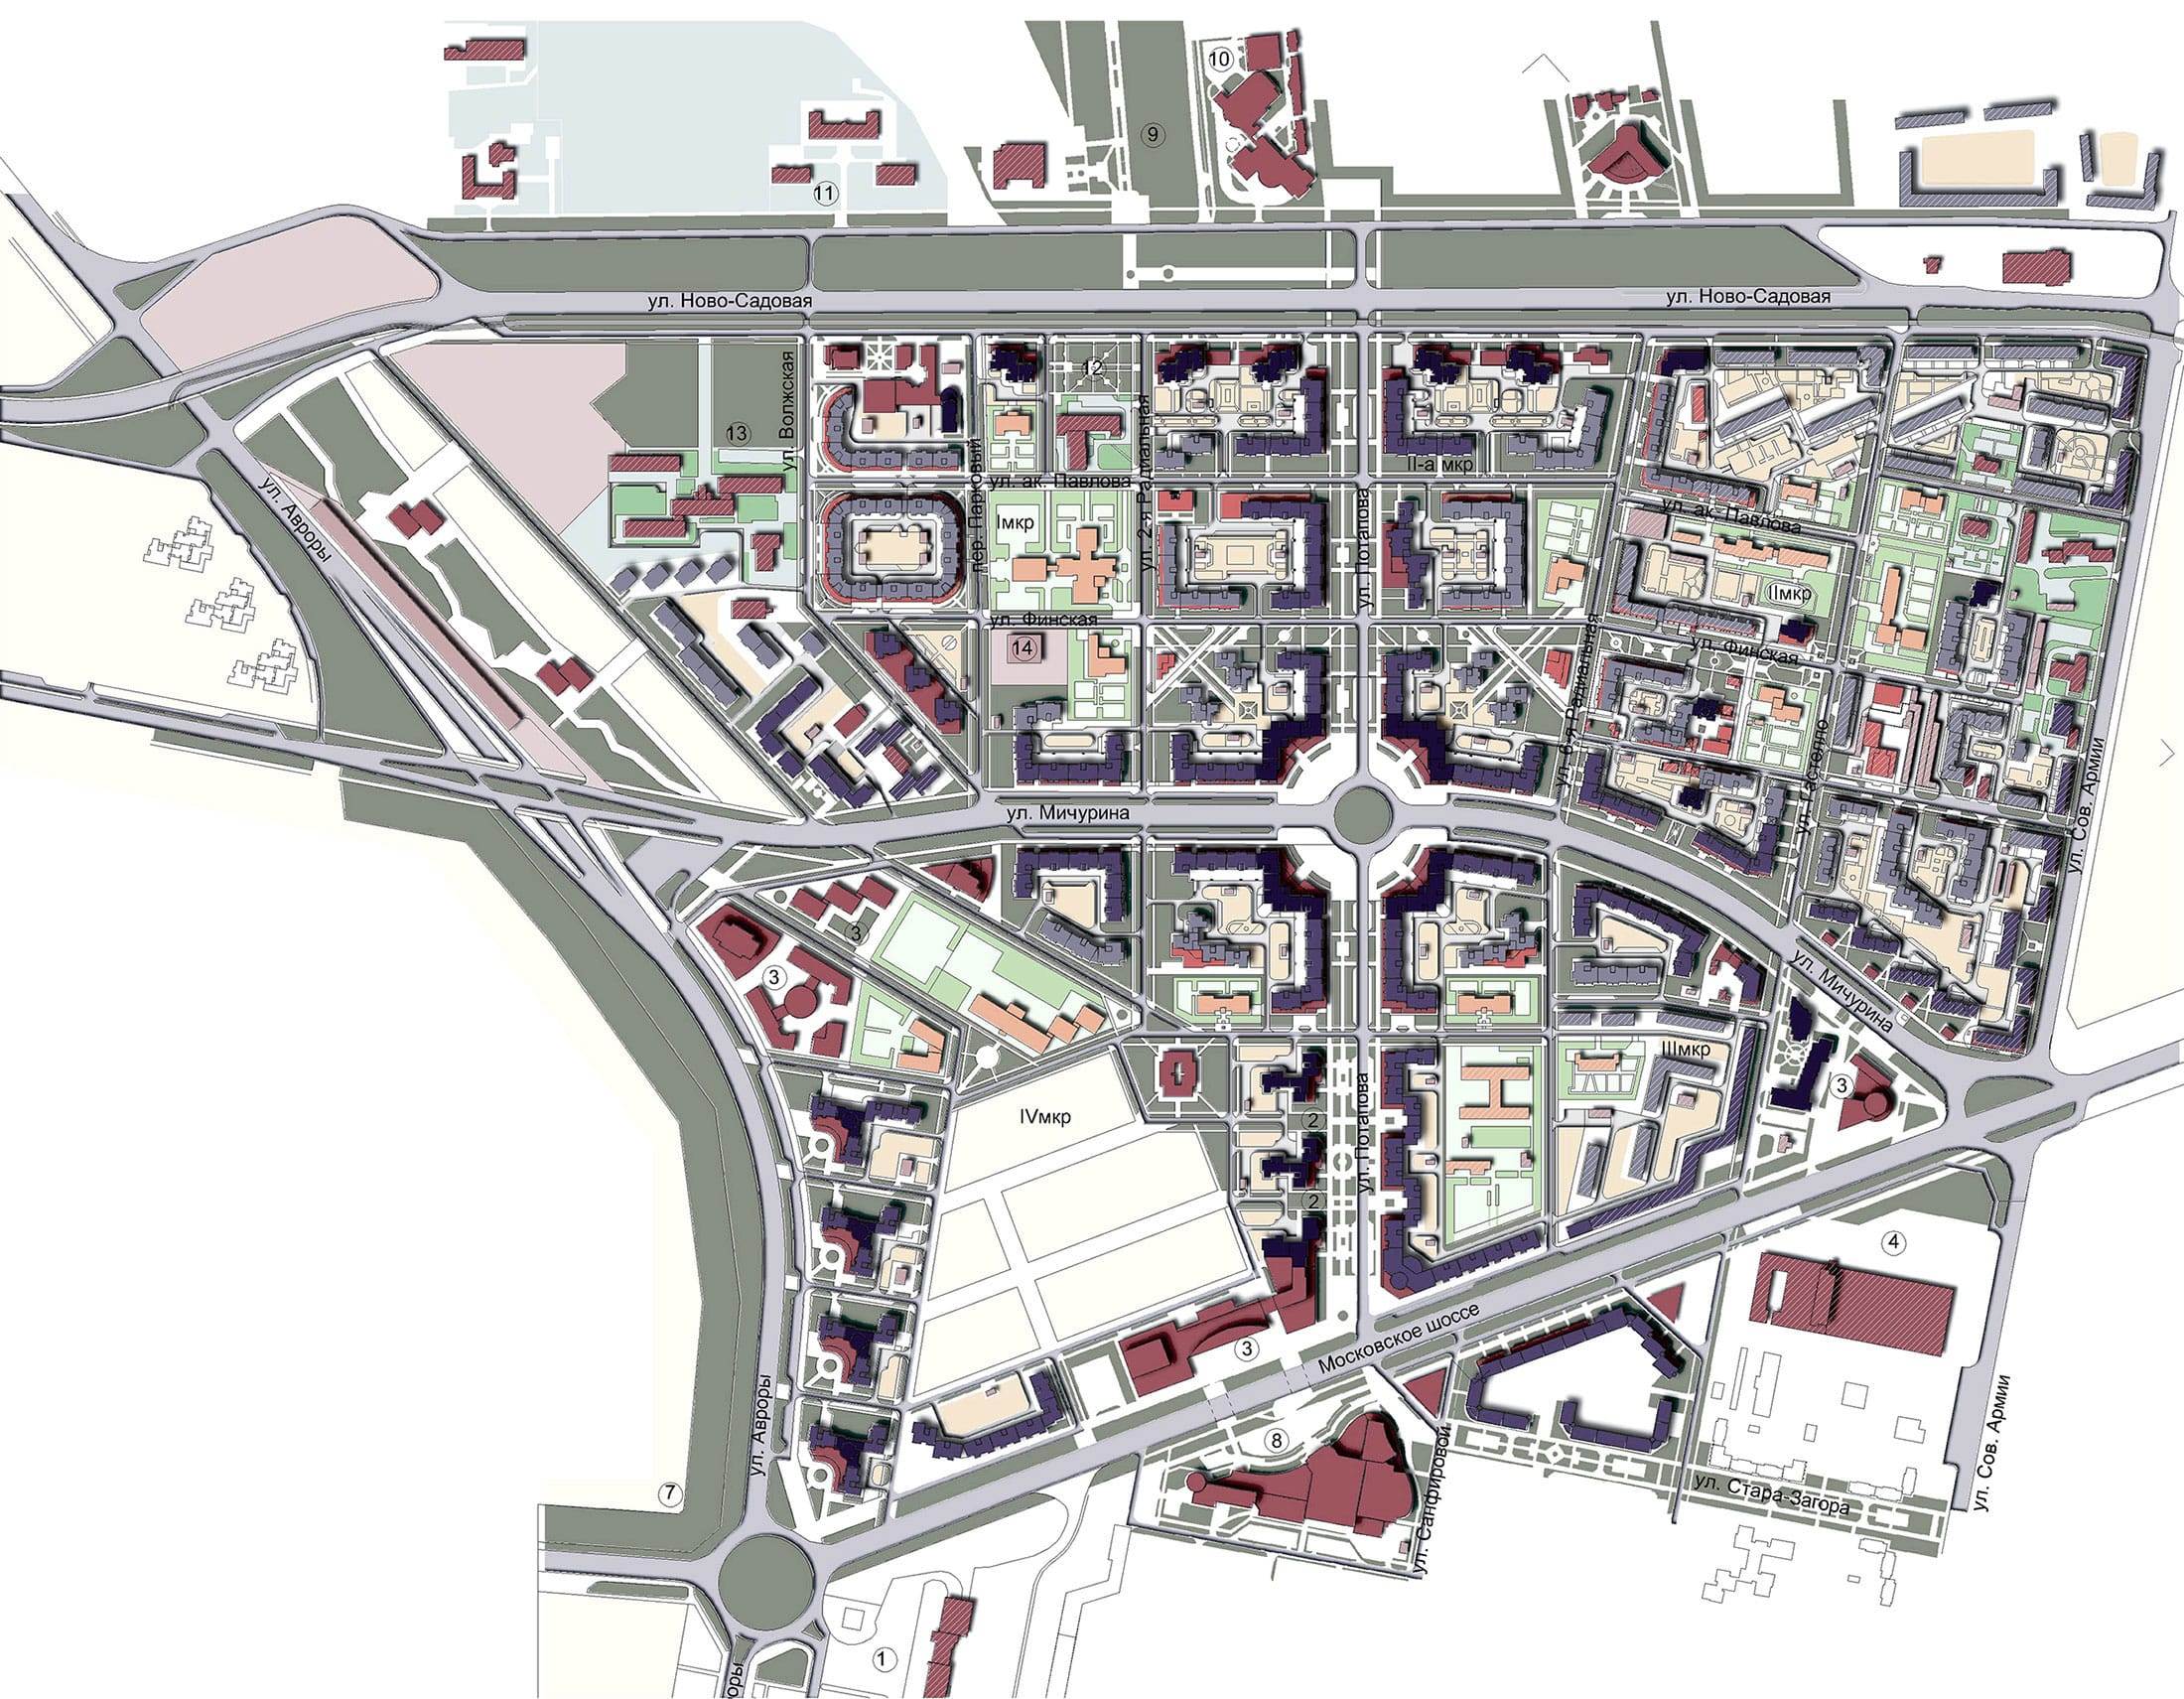 10
9
11
ул. Ново-Садовая
ул. Ново-Садовая
12
13
ул. Волжская
II-а мкр
ул. ак. Павлова
пер. Парковый
ул. 2-я Радиальная
ул. Потапова
Iмкр
ул. ак. Павлова
ул. Авроры
IIмкр
ул. Финская
14
ул. Финская
ул. 6-я Радиальная
ул. Гастелло
ул. Сов. Армии
ул. Мичурина
3
3
ул. Мичурина
IIIмкр
3
IVмкр
2
ул. Потапова
2
4
3
Московское шоссе
8
ул. Авроры
ул. Санфировой
ул. Стара-Загора
ул. Сов. Армии
7
1
оры